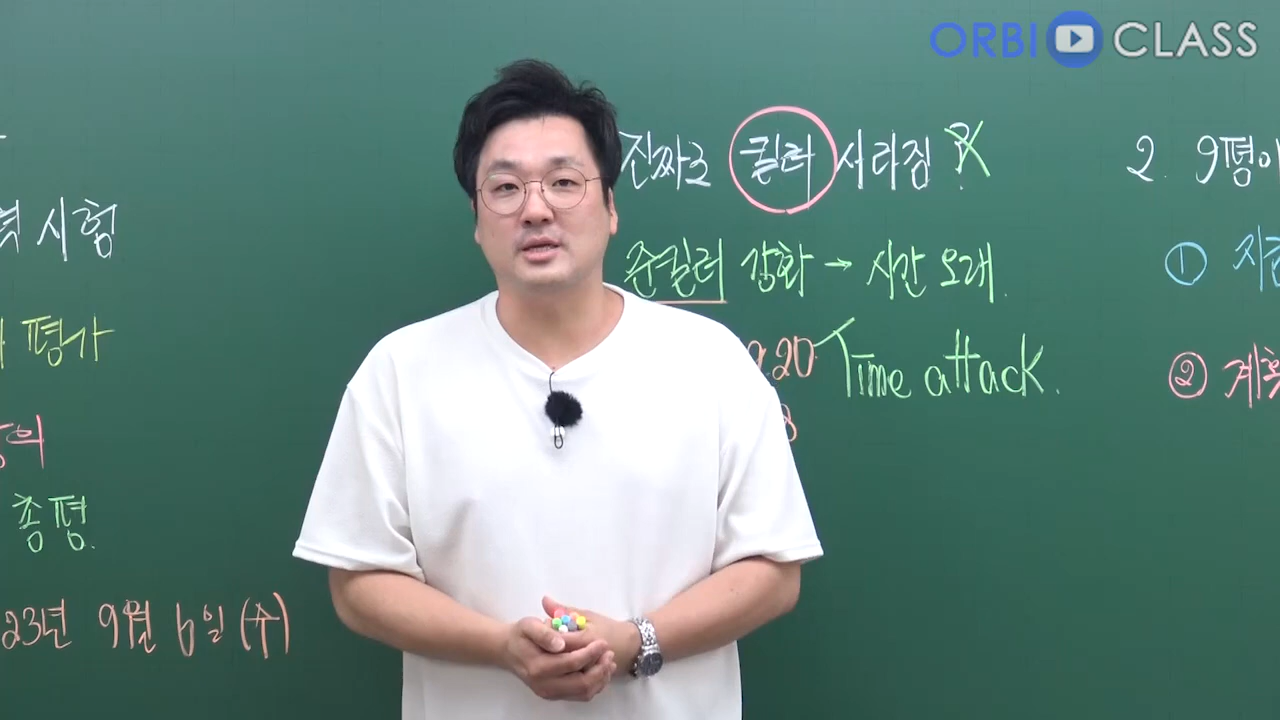 ORBI CLASS
시험
평가
총평.
23년 9월 6일 (수)
진짜로 킬러 사라짐?
준킬러 강화 → 시간 오래.
20
Time attack.
2. 9평이
①
②